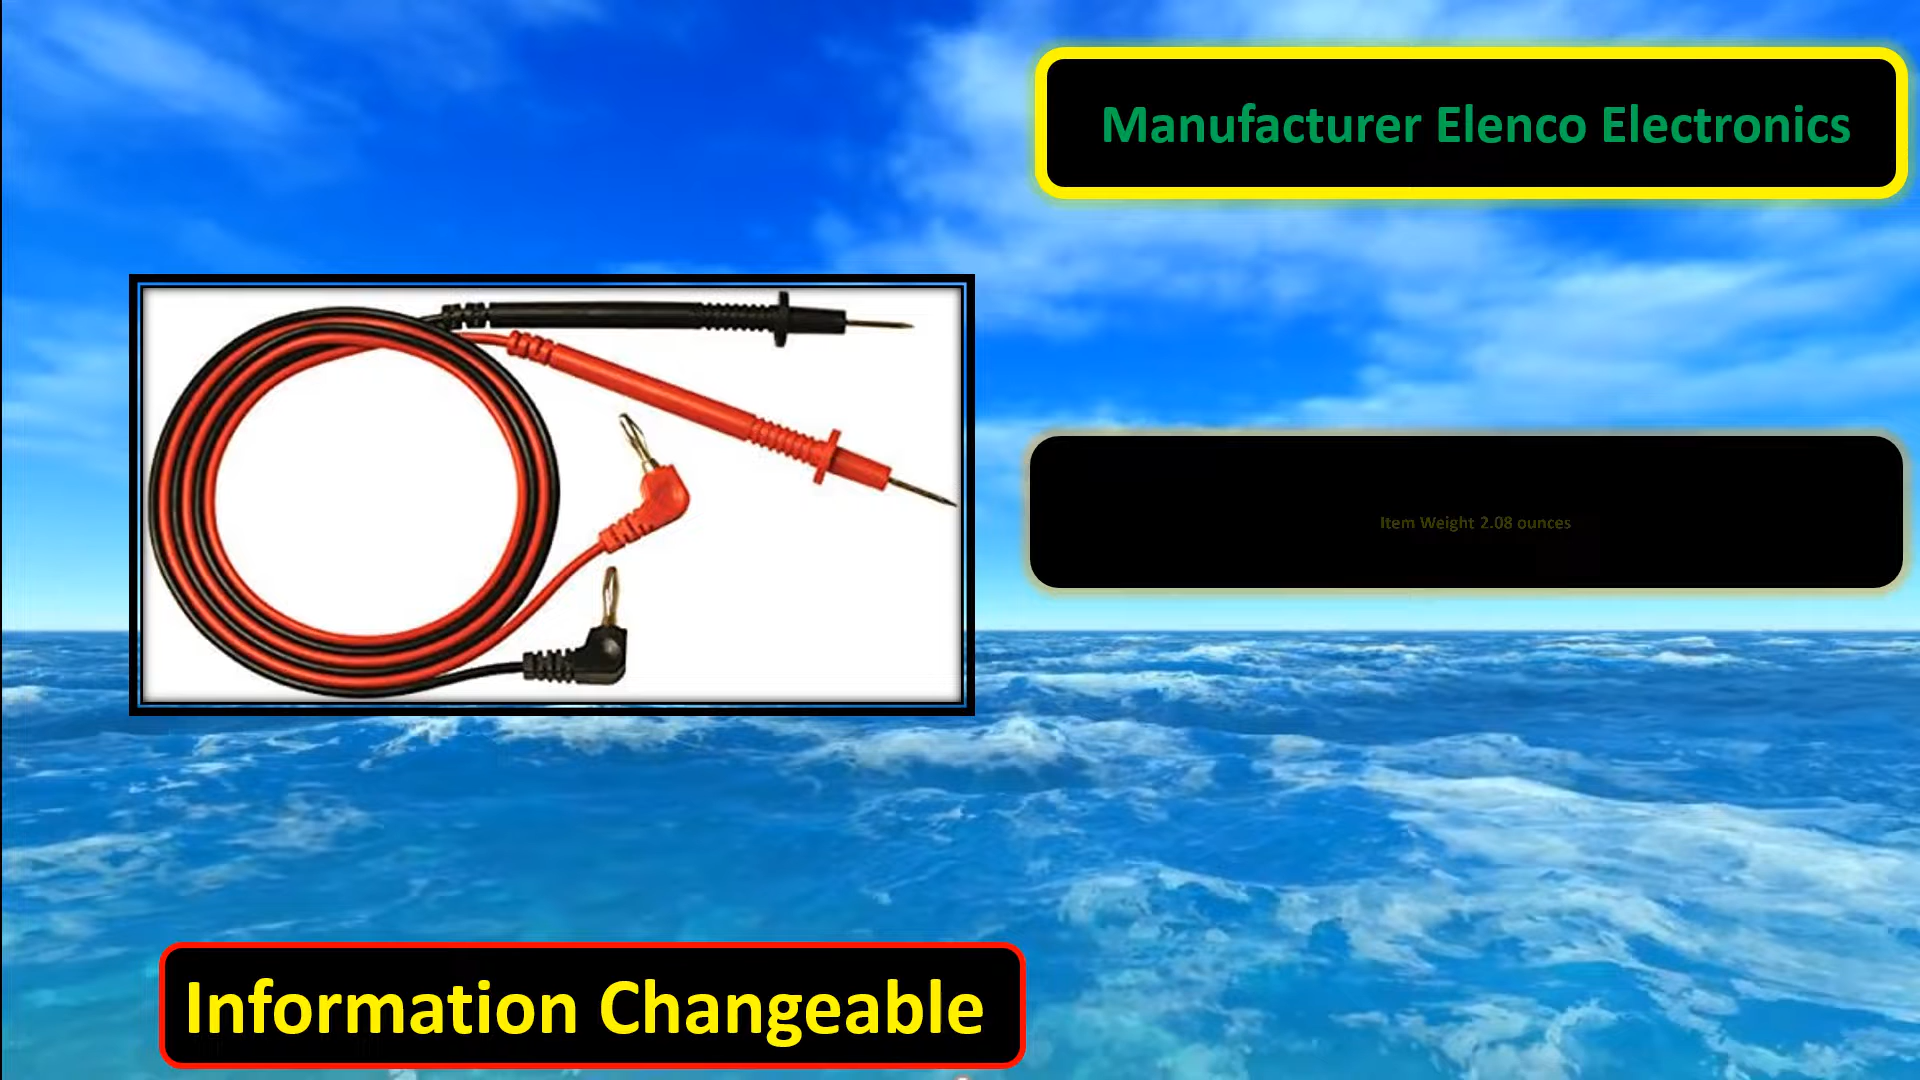 Manufacturer Elenco Electronics
Item Weight 2.08 ounces
Information Changeable